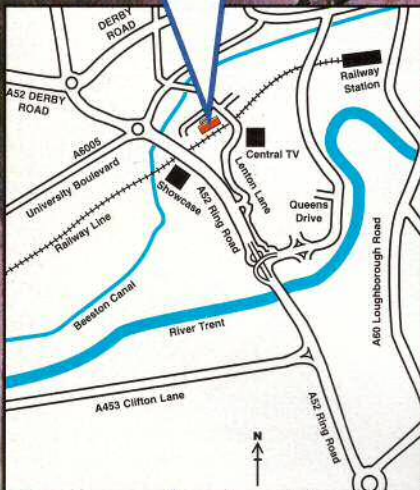 DERBY
ROAD
A52 DERBY
ROAD
Railway
Station
A6005
University Boulevard
Central TV
Lenton Lane
Showcase
A52 Ring Road
Railway Line
Queens
Drive
A60 Loughborough Road
Beeston Canal
River Trent
A453 Clifton Lane
A52 Ring Road
N